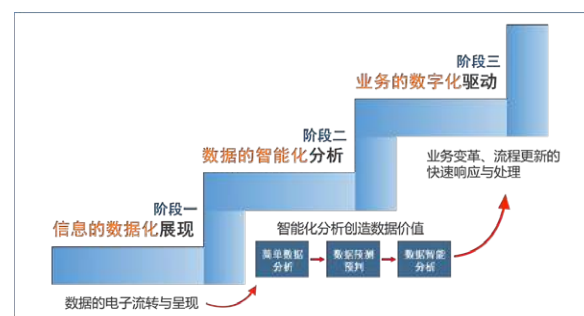 阶段三
业务的数字化驱动
阶段二
数据的智能化分析
业务变革、流程更新的
快速响应与处理
阶段一
信息的数据化展现
智能化分析创造数据价值
简单数据
分析
数据预测
预判
数据智能
分析
数据的电子流转与呈现